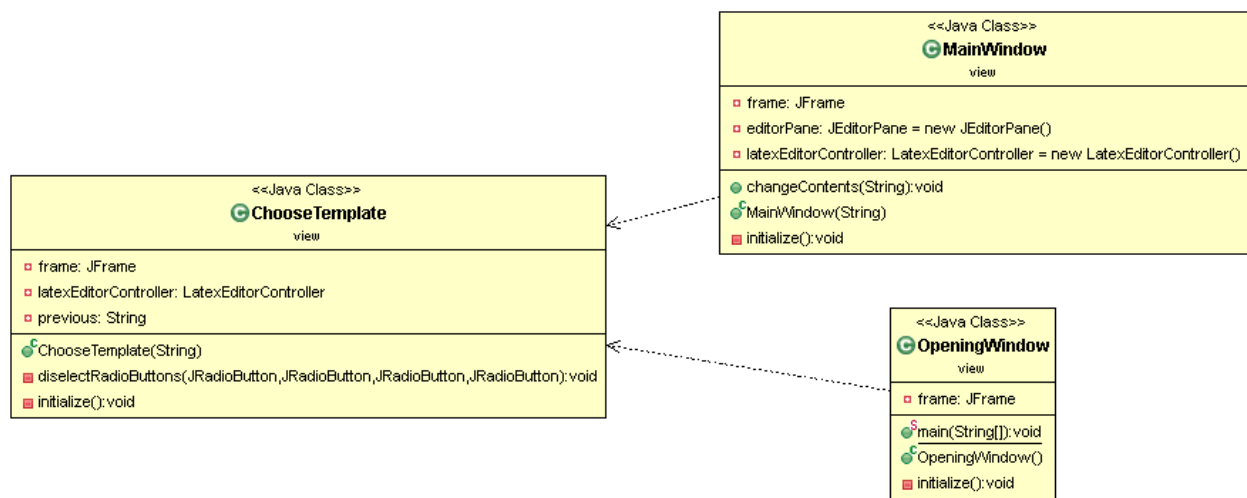 <<Java Class>>
MainWindow
view
frame: JFrame
editorPane: JEditorPane = new JEditorPane()
latexEditorController: LatexEditorController = new LatexEditorController()
changeContents(String):void
MainWindow(String)
initialize():void
<<Java Class>>
ChooseTemplate
view
frame: JFrame
latexEditorController: LatexEditorController
previous: String
ChooseTemplate(String)
diselectRadioButtons(JRadioButton,JRadioButton,JRadioButton,JRadioButton):void
initialize():void
<<Java Class>>
OpeningWindow
view
frame: JFrame
main(String[]):void
OpeningWindow()
initialize():void